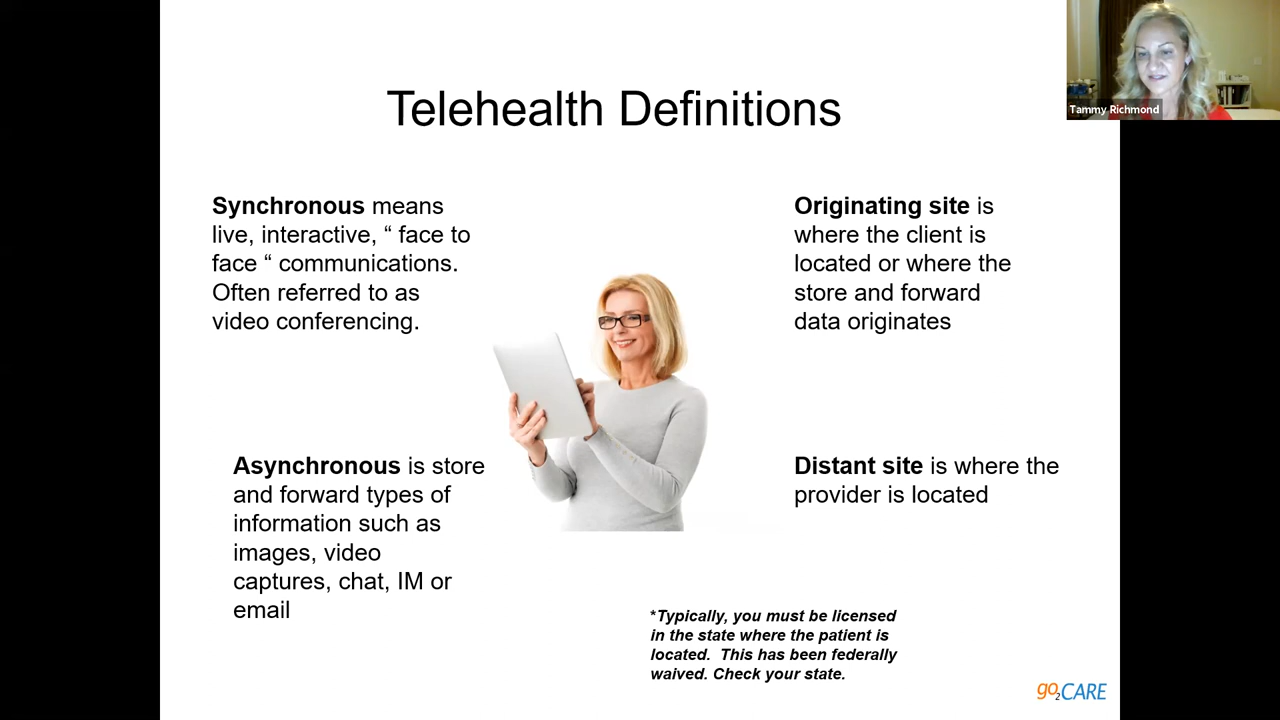 Telehealth Definitions
Tammy Richmond
Synchronous means
live, interactive, “ face to
face “ communications.
Often referred to as
video conferencing.
Originating site is
where the client is
located or where the
store and forward
data originates
Asynchronous is store
and forward types of
information such as
images, video
captures, chat, IM or
email
Distant site is where the
provider is located
*Typically, you must be licensed
in the state where the patient is
located.  This has been federally
waived. Check your state.
go2CARE